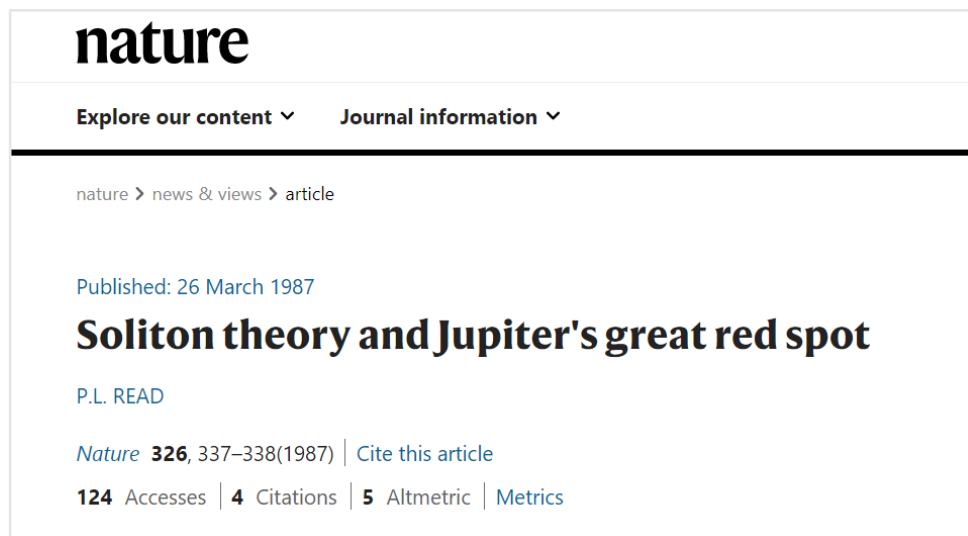 nature
Explore our content Journal information
nature > news & views > article
Published: 26 March 1987
Soliton theory and Jupiter's great red spot
P.L. READ
Nature 326, 337–338(1987) | Cite this article
124 Accesses | 4 Citations | 5 Altmetric | Metrics